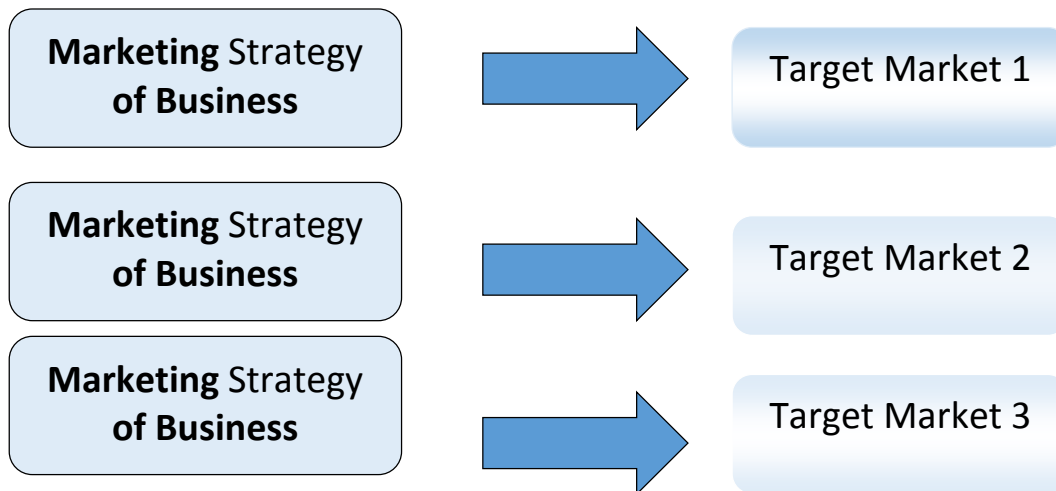 Marketing Strategy
of Business
Target Market 1
Marketing Strategy
of Business
Target Market 2
Marketing Strategy
of Business
Target Market 3